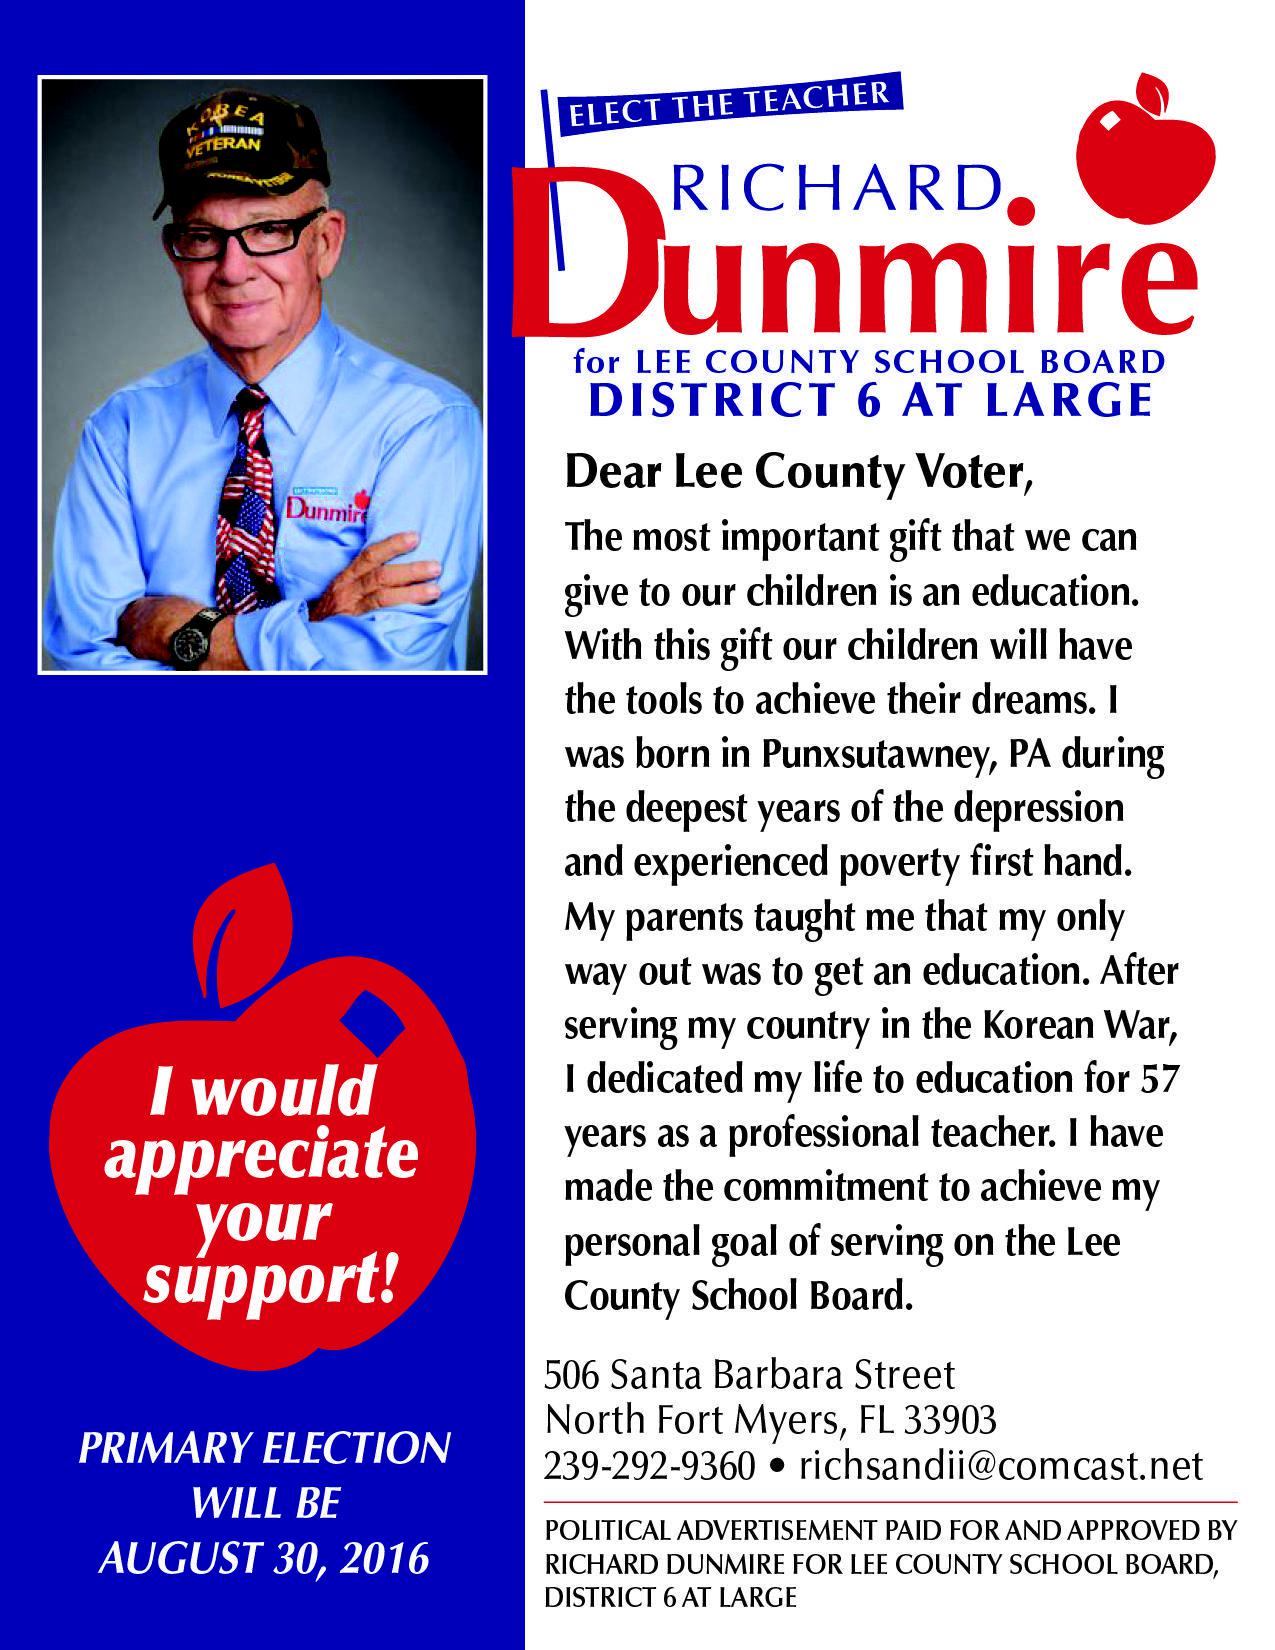 KOREA
VETERAN
Dunmire
I would
appreciate
your
support!
PRIMARY ELECTION
WILL BE
AUGUST 30, 2016
ELECT THE TEACHER
RICHARD
Dunmire
for LEE COUNTY SCHOOL BOARD
DISTRICT 6 AT LARGE
Dear Lee County Voter,
The most important gift that we can
give to our children is an education.
With this gift our children will have
the tools to achieve their dreams. I
was born in Punxsutawney, PA during
the deepest years of the depression
and experienced poverty first hand.
My parents taught me that my only
way out was to get an education. After
serving my country in the Korean War,
I dedicated my life to education for 57
years as a professional teacher. I have
made the commitment to achieve my
personal goal of serving on the Lee
County School Board.
506 Santa Barbara Street
North Fort Myers, FL 33903
239-292-9360 • richsandii@comcast.net
POLITICAL ADVERTISEMENT PAID FOR AND APPROVED BY
RICHARD DUNMIRE FOR LEE COUNTY SCHOOL BOARD,
DISTRICT 6 AT LARGE